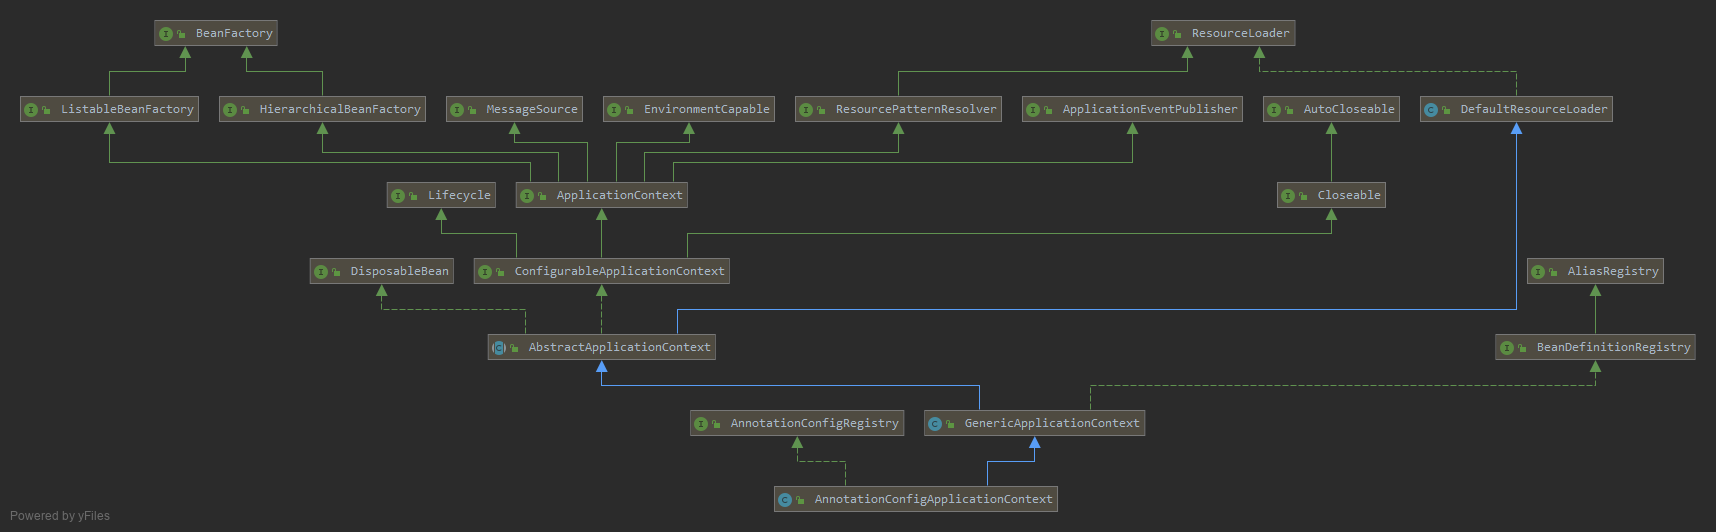 BeanFactory
ResourceLoader
ListableBeanFactory
HierarchicalBeanFactory
MessageSource
EnvironmentCapable
ResourcePatternResolver
ApplicationEventPublisher
AutoCloseable
DefaultResourceLoader
Lifecycle
ApplicationContext
Closeable
DisposableBean
ConfigurableApplicationContext
AliasRegistry
AbstractApplicationContext
BeanDefinitionRegistry
AnnotationConfigRegistry
GenericApplicationContext
AnnotationConfigApplicationContext
Powered by yFiles